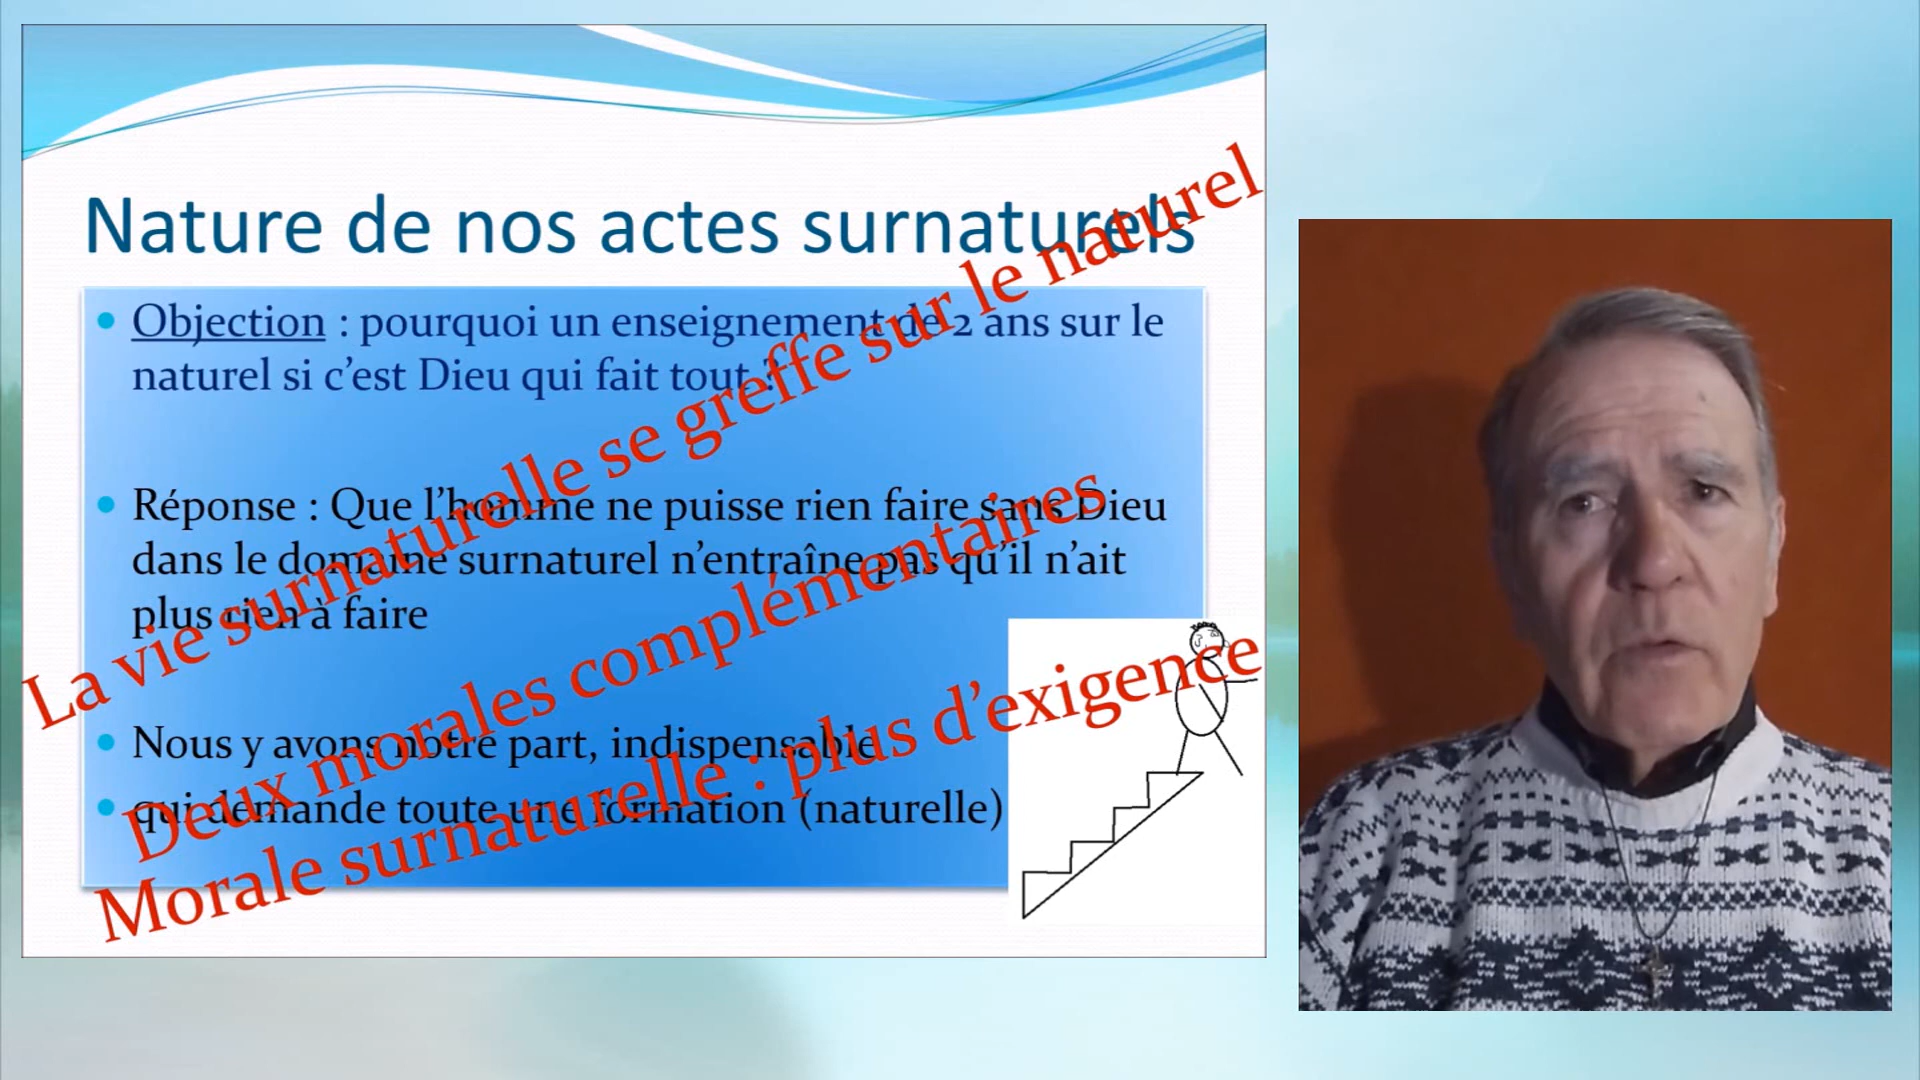 Nature de nos actes surnaturels
Objection : pourquoi un enseignement de 2 ans sur le
naturel si c’est Dieu qui fait tout ?
Réponse : Que l’homme ne puisse rien faire sans Dieu
dans le domaine surnaturel n’entraîne pas qu’il n’ait
plus rien à faire
Nous y avons notre part, indispensable
qui demande toute une formation (naturelle)
La vie surnaturelle se greffe sur le naturel
Deux morales complémentaires
Morale surnaturelle : plus d’exigence